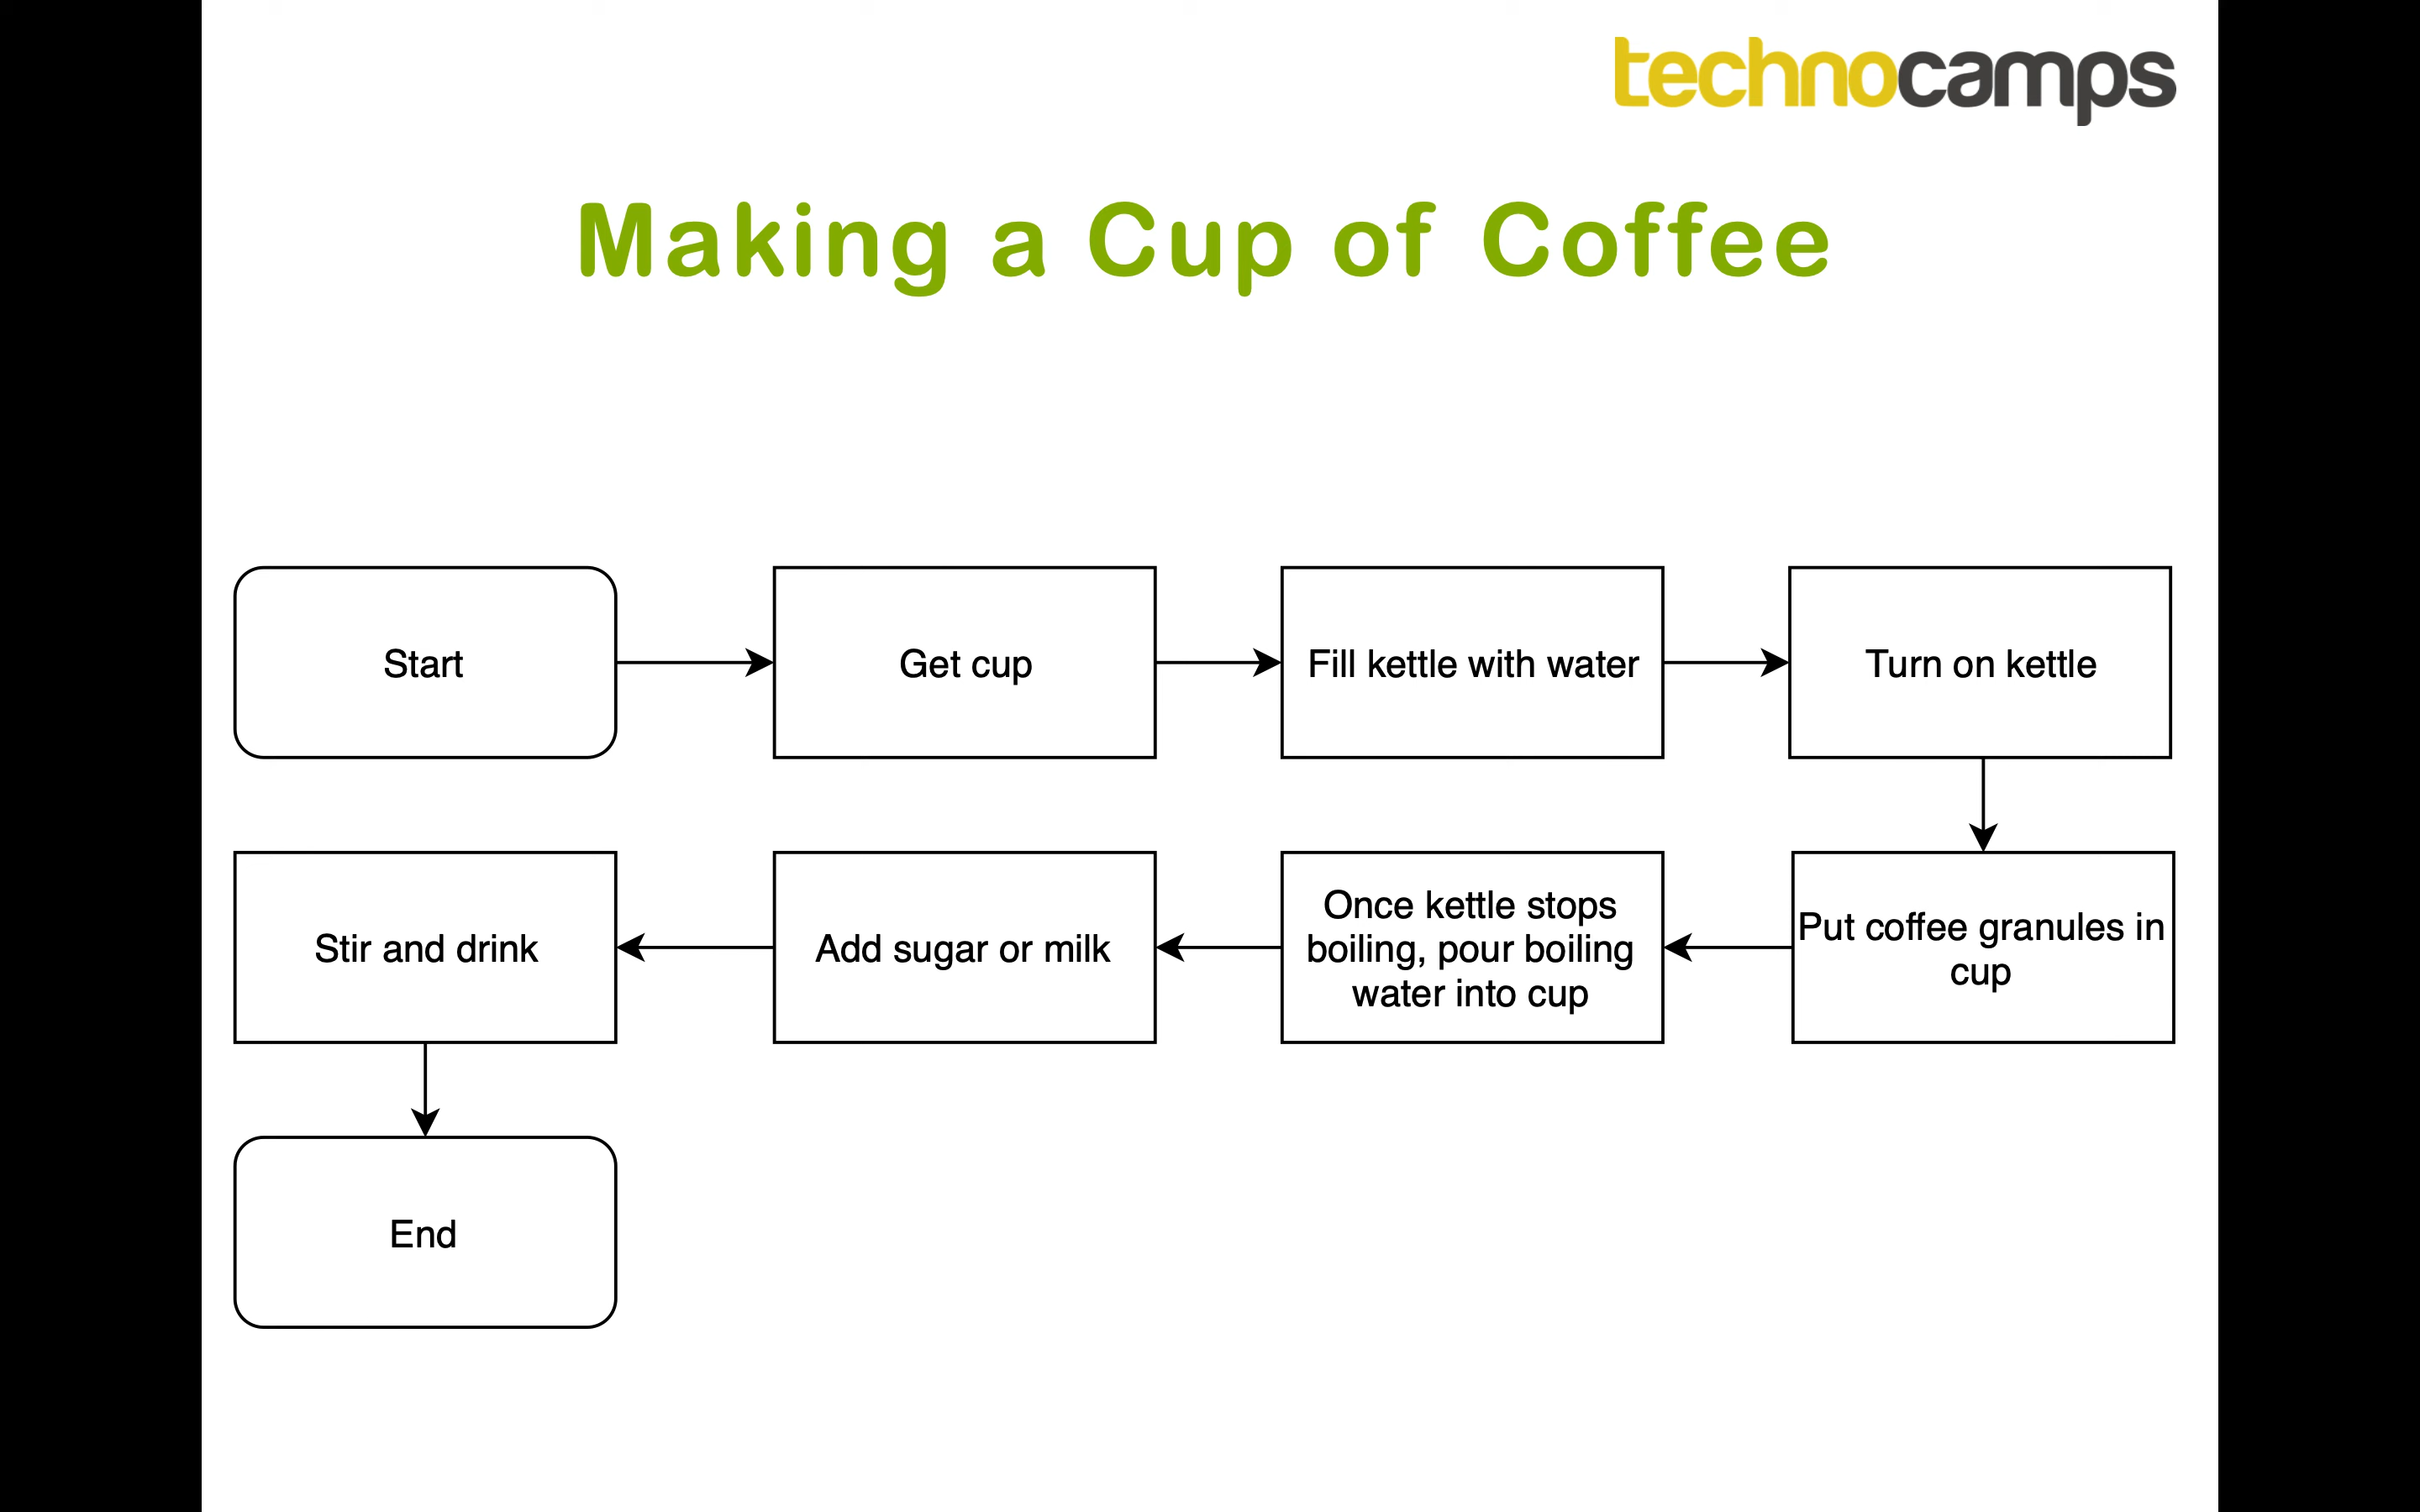 technocamps
Making a Cup of Coffee
Start
Get cup
Fill kettle with water
Turn on kettle
Put coffee granules in
cup
Once kettle stops
boiling, pour boiling
water into cup
Add sugar or milk
Stir and drink
End